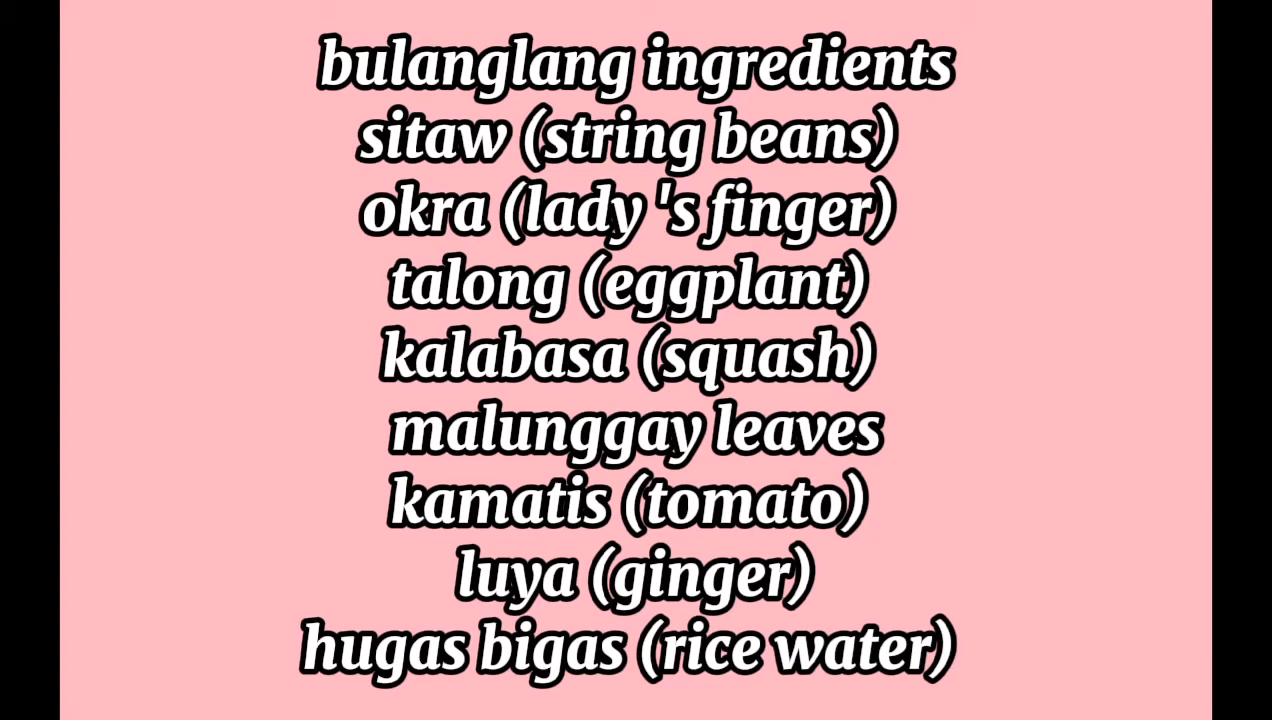 bulanglang ingredients
sitaw (string beans)
okra (lady 's finger)
talong (eggplant)
kalabasa (squash)
malunggay leaves
kamatis (tomato)
luya (ginger)
hugas bigas (rice water)